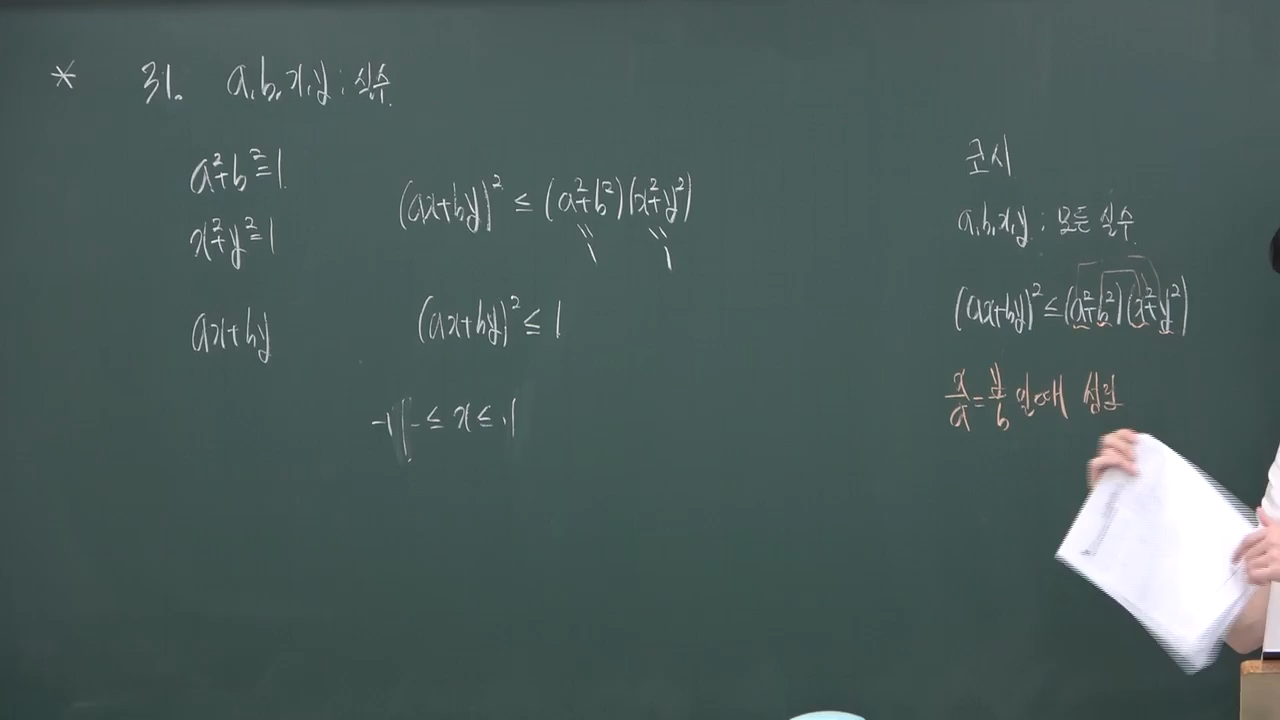 * 31. a, b, x, y : 실수.
a²+b²=1
x²+y²=1
ax+by
(ax+by)² ≤ (a²+b²)(x²+y²)
= =
1 1
(ax+by)² ≤ 1
≤ x ≤
코시
a, b, x, y : 모든 실수.
(ax+by)² ≤ (a²+b²)(x²+y²)
x/a = y/b 일 때 성립